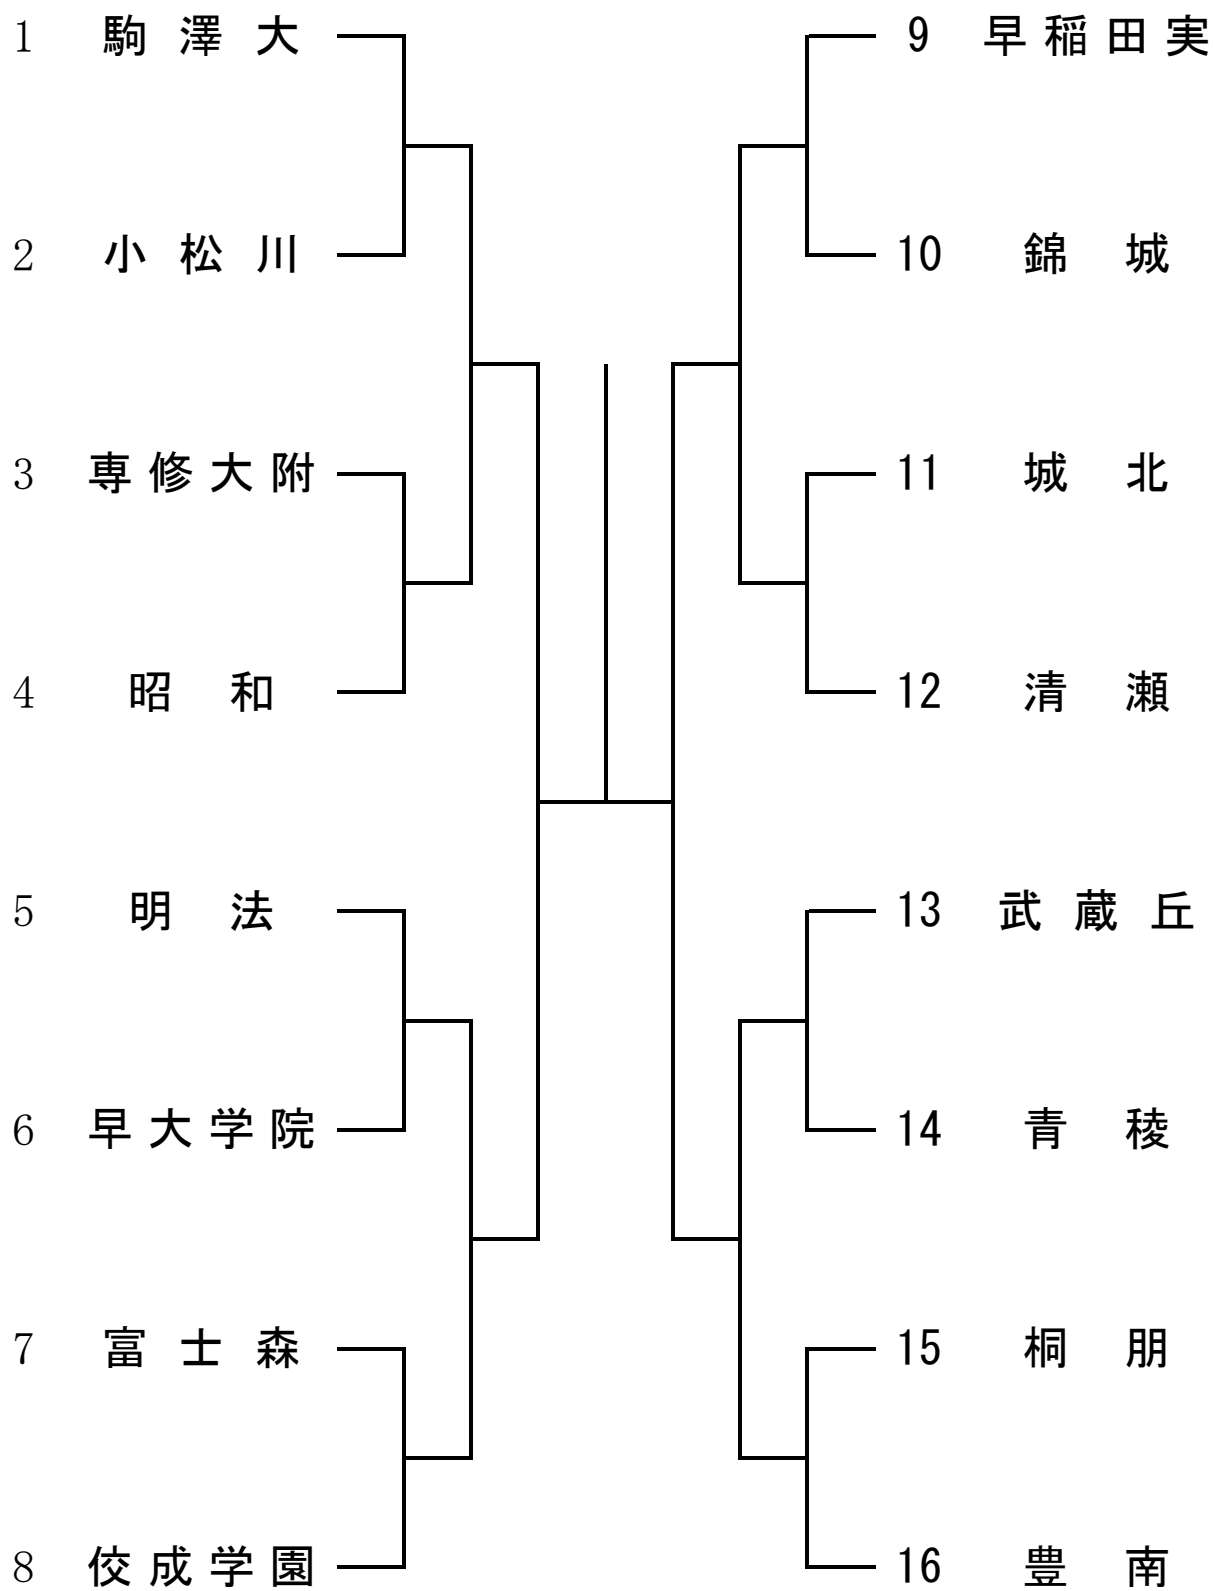 1 駒澤大
2 小松川
3 専修大附
4 昭和
5 明法
6 早大学院
7 富士森
8 佼成学園
9 早稲田実
10 錦城
11 城北
12 清瀬
13 武蔵丘
14 青稜
15 桐朋
16 豊南